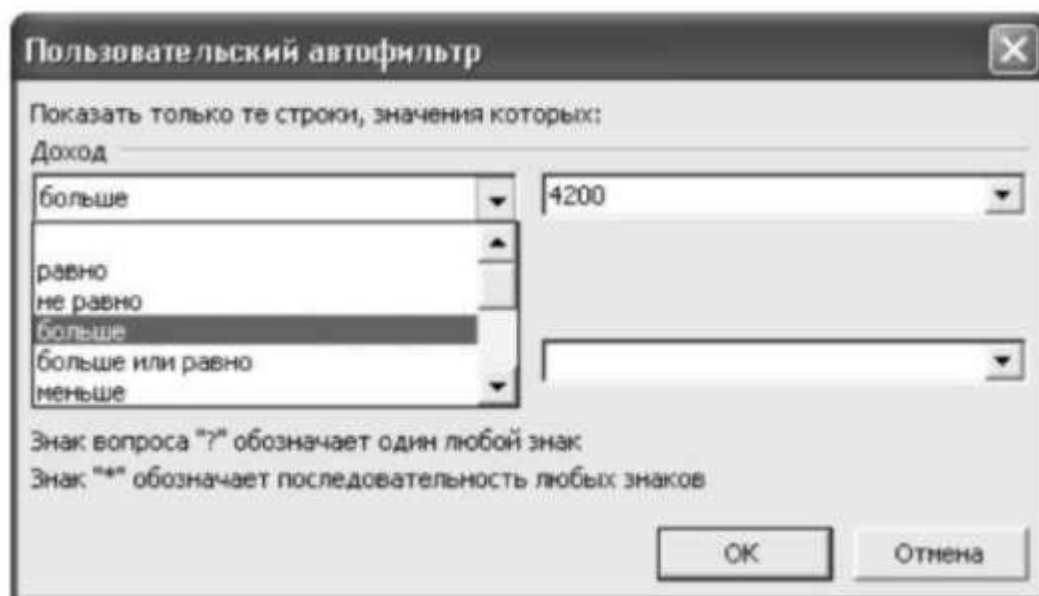 Пользовательский автофильтр
Показать только те строки, значения которых:
Доход
больше
4200
равно
не равно
больше
больше или равно
меньше
Знак вопроса "?" обозначает один любой знак
Знак "*" обозначает последовательность любых знаков
ОК
Отмена